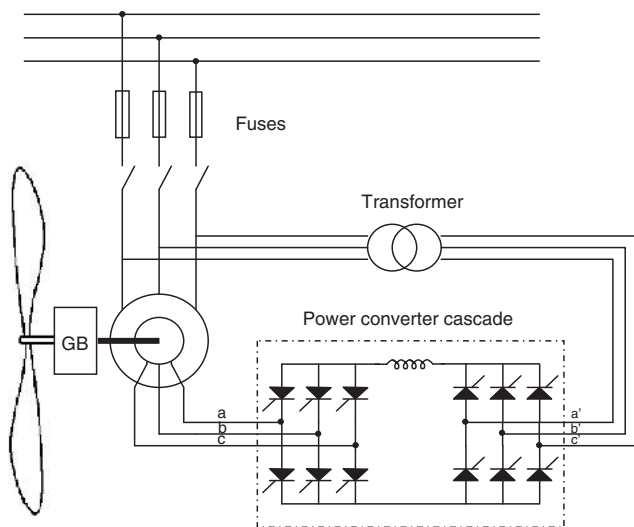 Fuses
Transformer
GB
Power converter cascade
a
b
c
a'
b'
c'